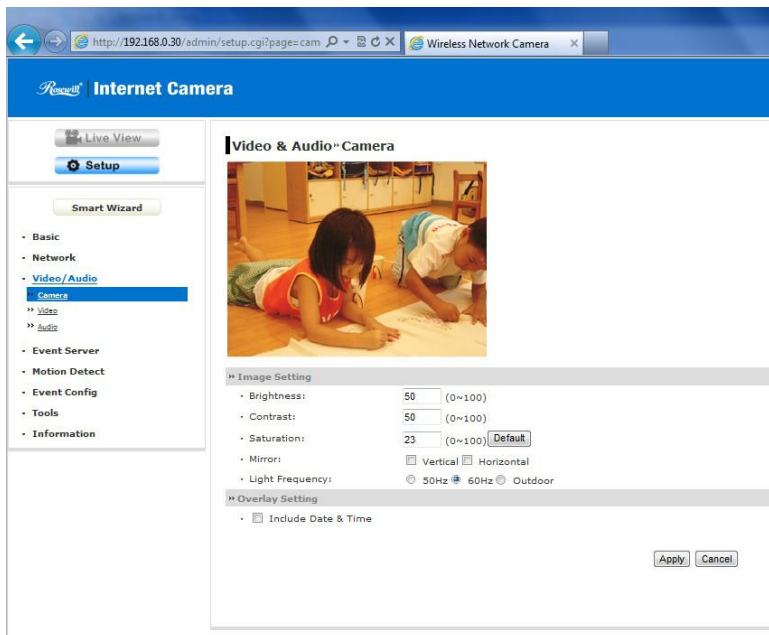 http://192.168.0.30/admin/setup.cgi?page=cam
Wireless Network Camera
Rosewill Internet Camera
Live View
Setup
Smart Wizard
Basic
Network
Video/Audio
Camera
Video
Audio
Event Server
Motion Detect
Event Config
Tools
Information
Video & Audio»Camera
Image Setting
Brightness: 50 (0~100)
Contrast: 50 (0~100)
Saturation: 23 (0~100) Default
Mirror: Vertical Horizontal
Light Frequency: 50Hz 60Hz Outdoor
Overlay Setting
Include Date & Time
Apply Cancel